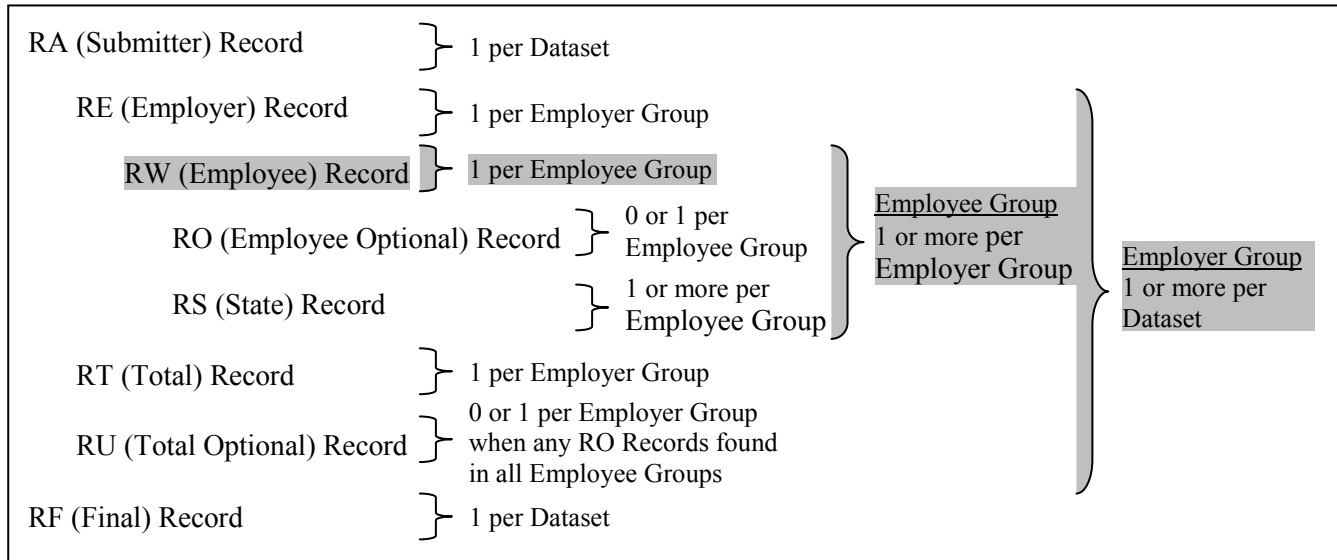 RA (Submitter) Record
1 per Dataset
RE (Employer) Record
1 per Employer Group
RW (Employee) Record
1 per Employee Group
RO (Employee Optional) Record
0 or 1 per
Employee Group
RS (State) Record
1 or more per
Employee Group
Employee Group
1 or more per
Employer Group
RT (Total) Record
1 per Employer Group
RU (Total Optional) Record
0 or 1 per Employer Group
when any RO Records found
in all Employee Groups
Employer Group
1 or more per
Dataset
RF (Final) Record
1 per Dataset